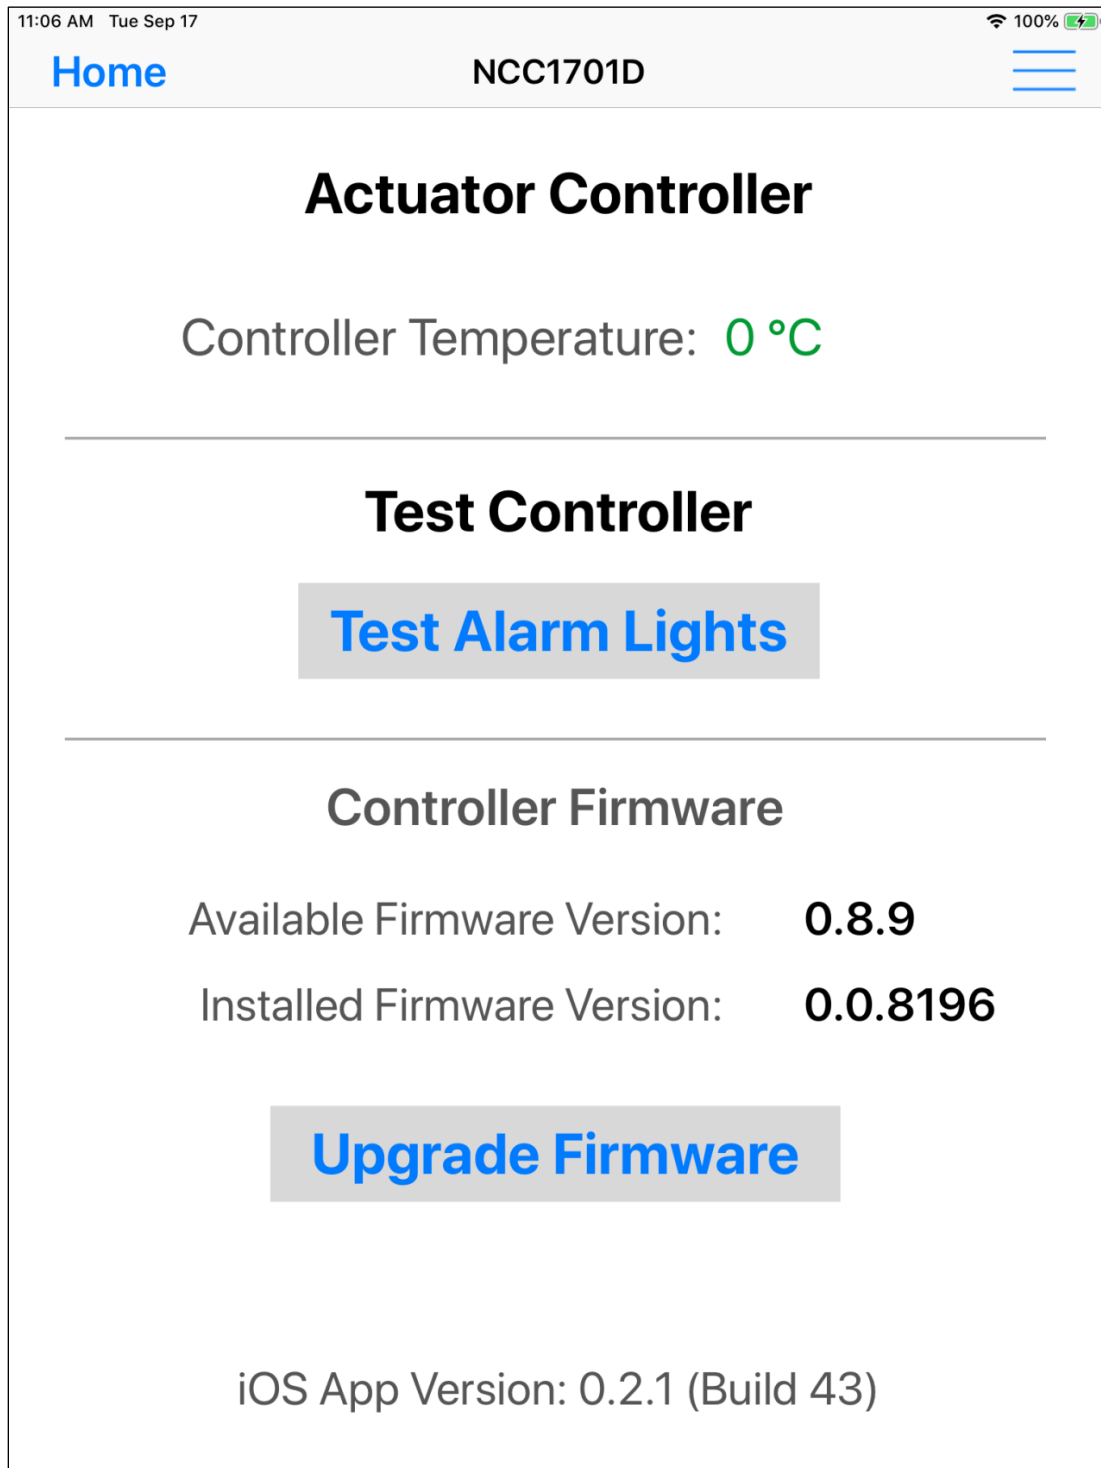 11:06 AM Tue Sep 17 100%
Home NCC1701D
Actuator Controller
Controller Temperature: 0 °C
Test Controller
Test Alarm Lights
Controller Firmware
Available Firmware Version: 0.8.9
Installed Firmware Version: 0.0.8196
Upgrade Firmware
iOS App Version: 0.2.1 (Build 43)